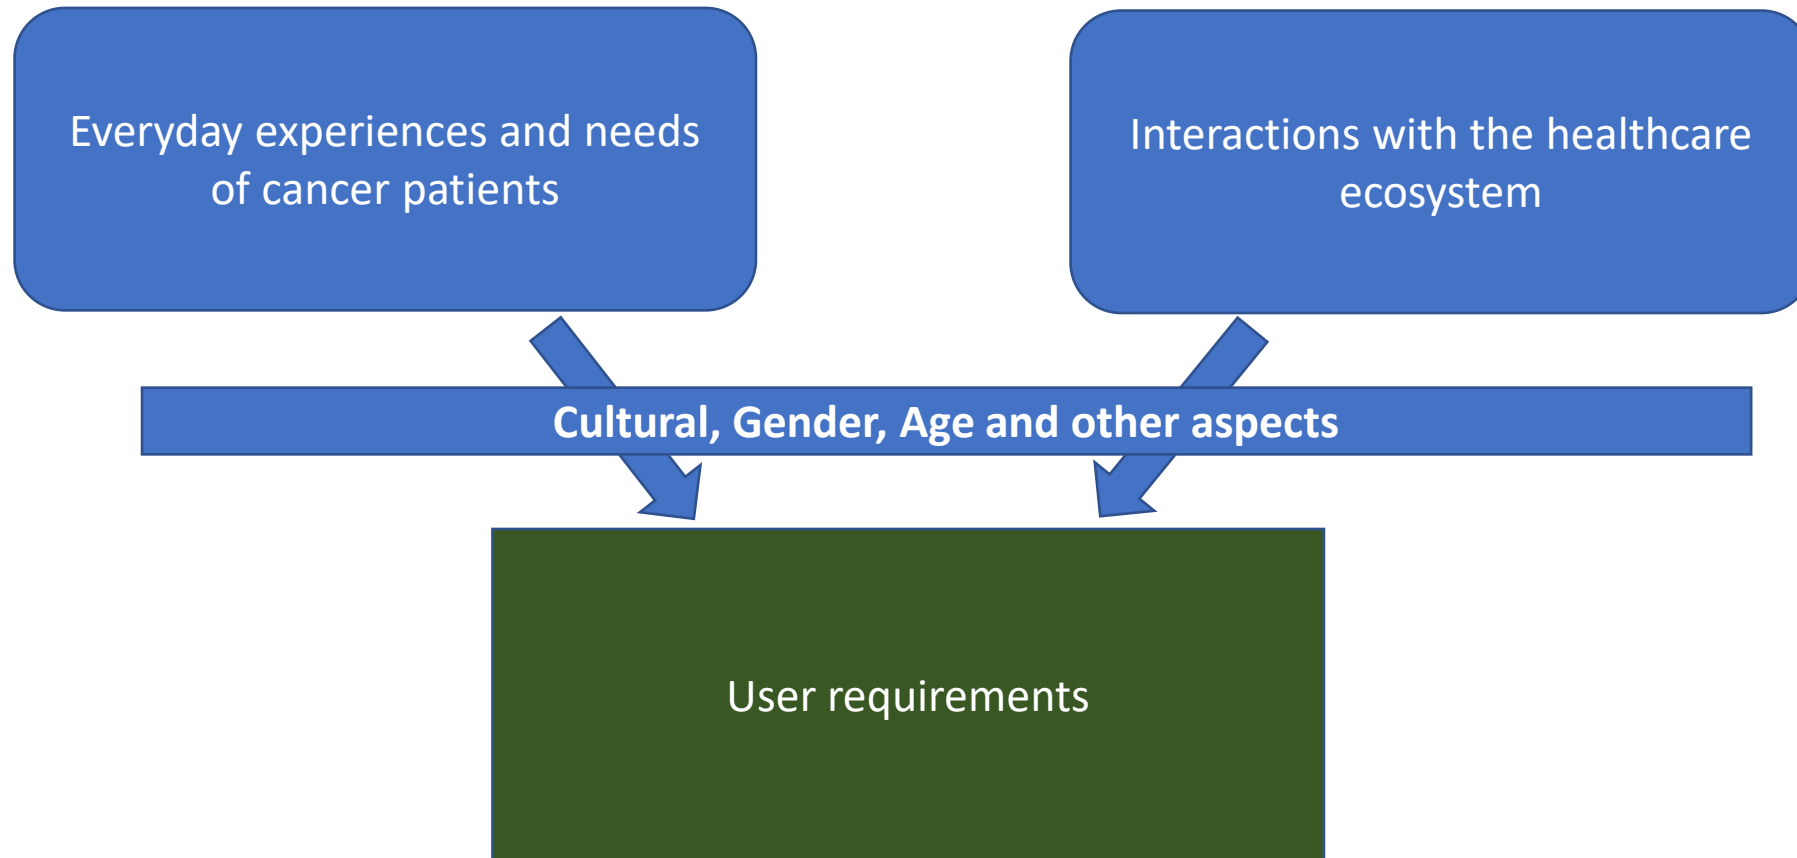 Everyday experiences and needs
of cancer patients
Interactions with the healthcare
ecosystem
Cultural, Gender, Age and other aspects
User requirements